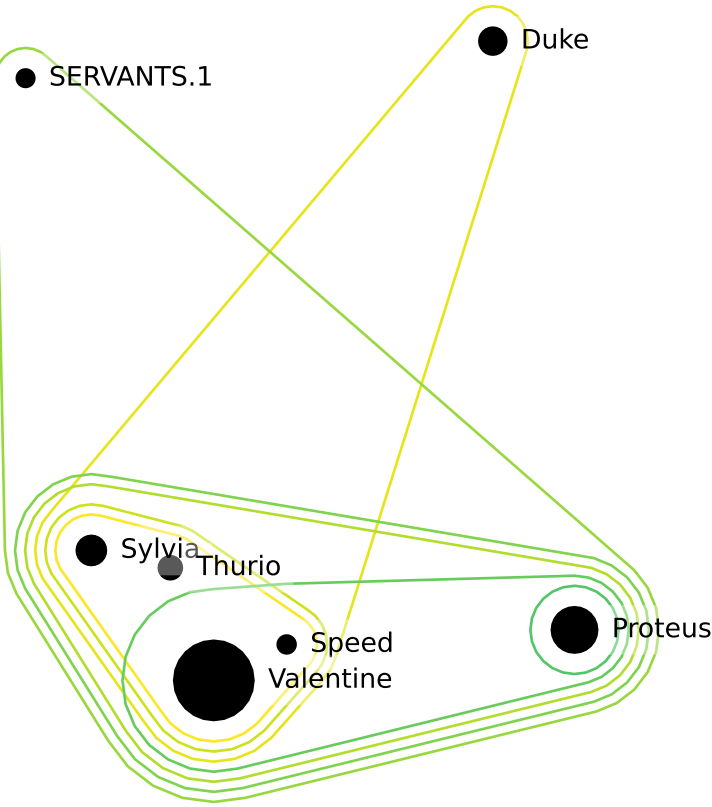 Duke
SERVANTS.1
Sylvia
Thurio
Proteus
Speed
Valentine